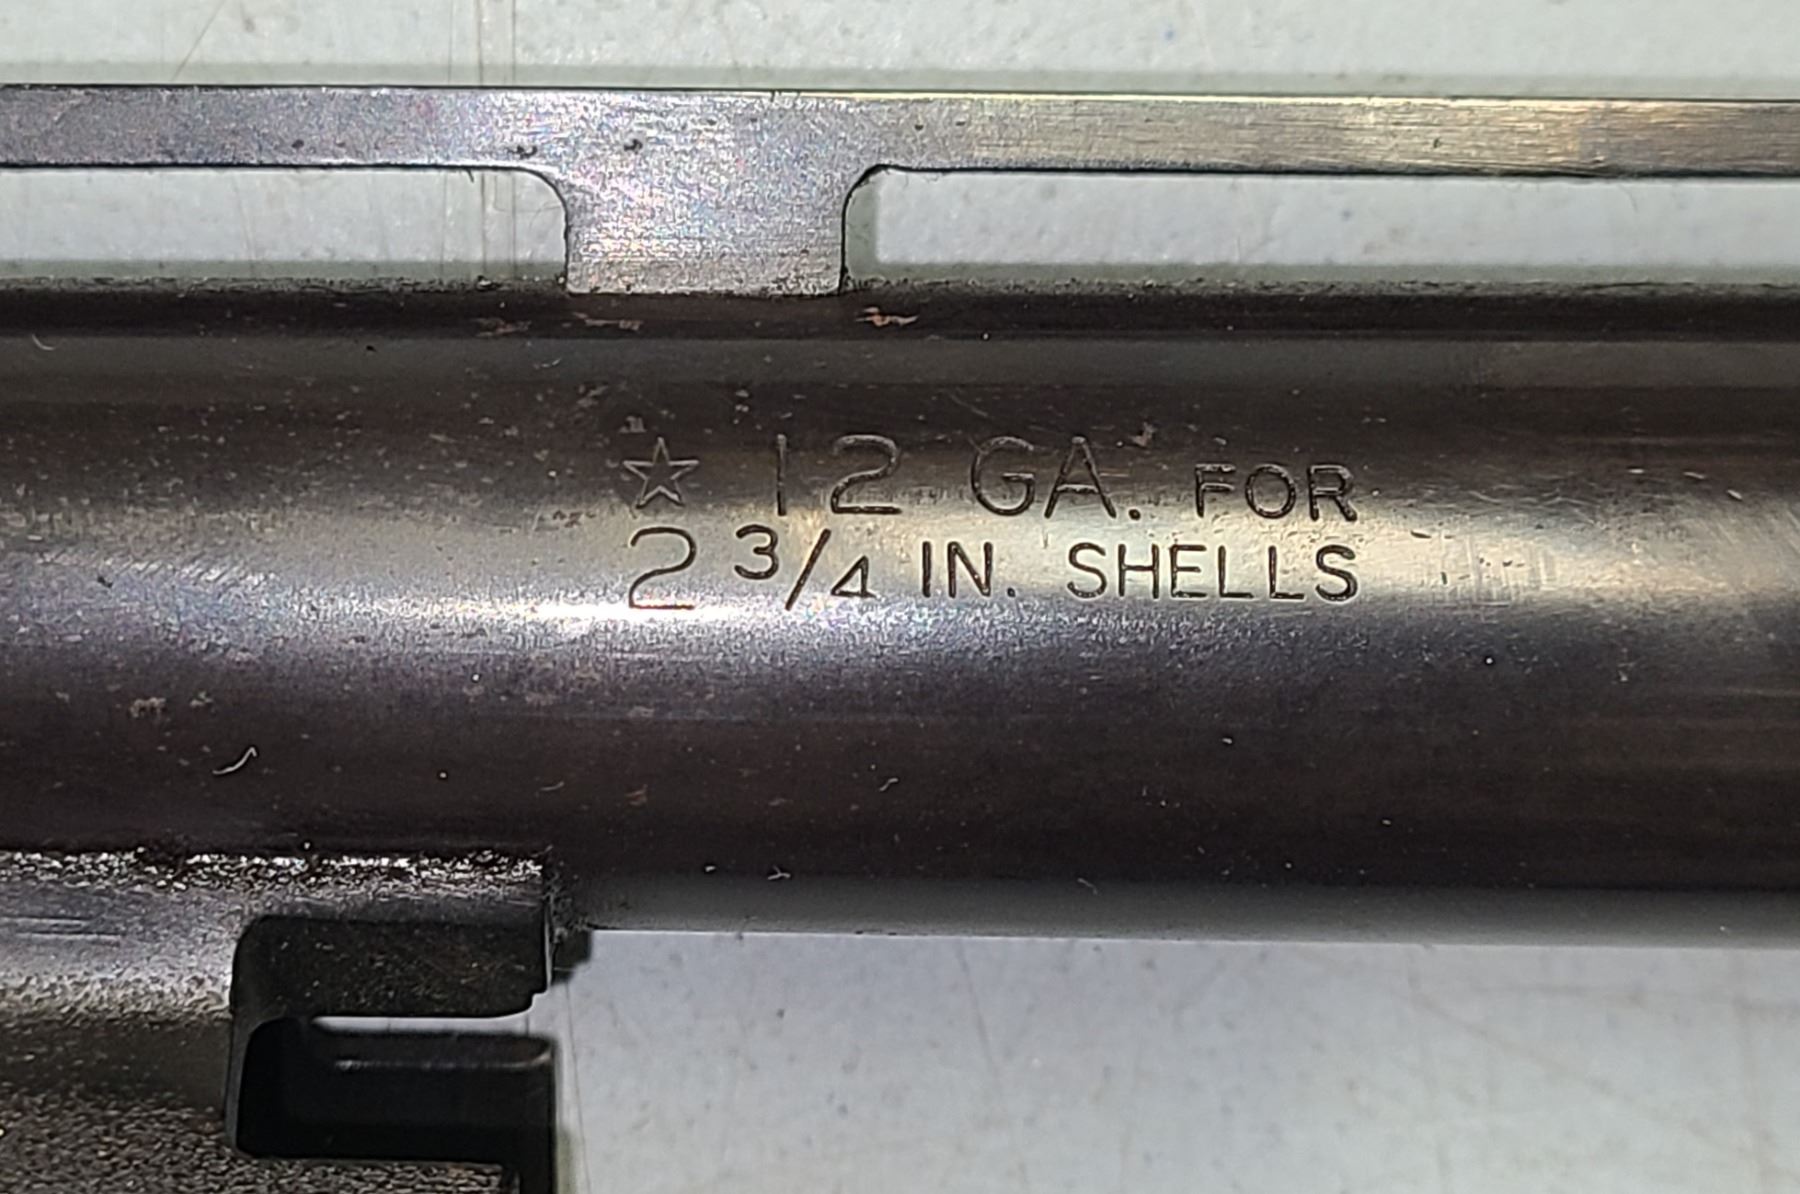 ☆ 12 GA. FOR
2 3/4 IN. SHELLS